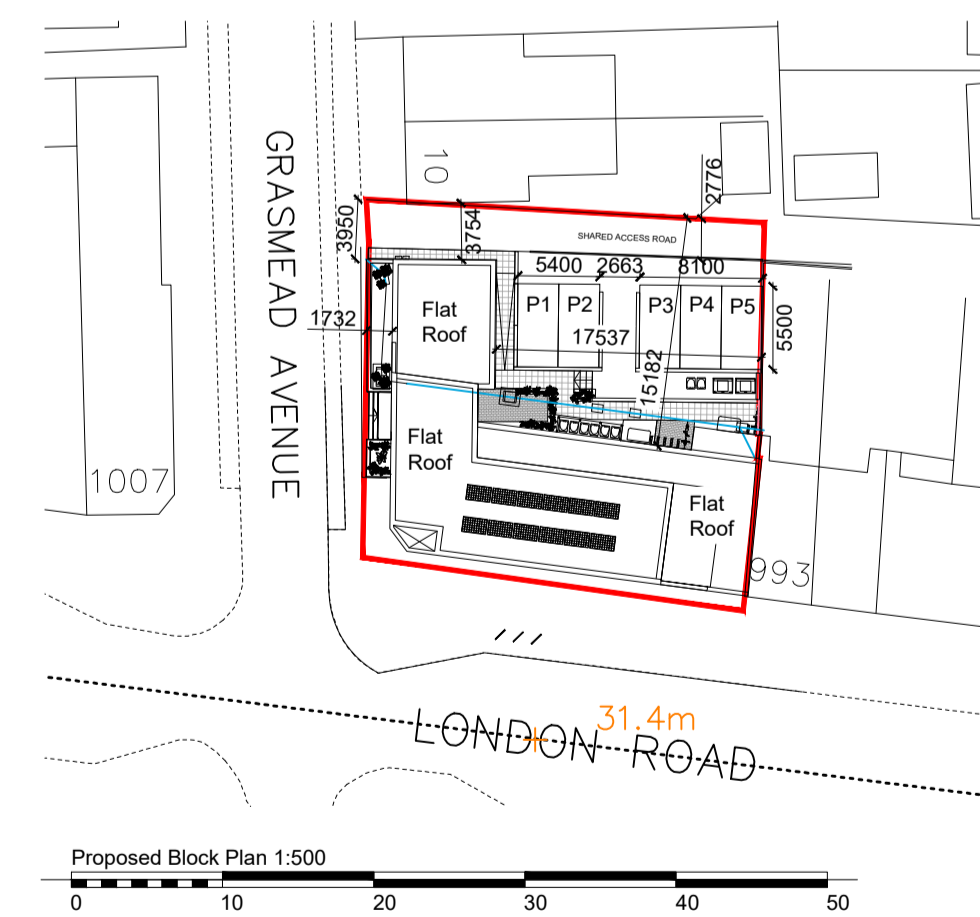 GRASMEAD AVENUE
10
2776
3950
3754
SHARED ACCESS ROAD
5400 2663 8100
P1 P2 P3 P4 P5
Flat
Roof
1732
17537
5500
15182
Flat
Roof
1007
Flat
Roof
993
31.4m
LONDON ROAD
Proposed Block Plan 1:500
0 10 20 30 40 50